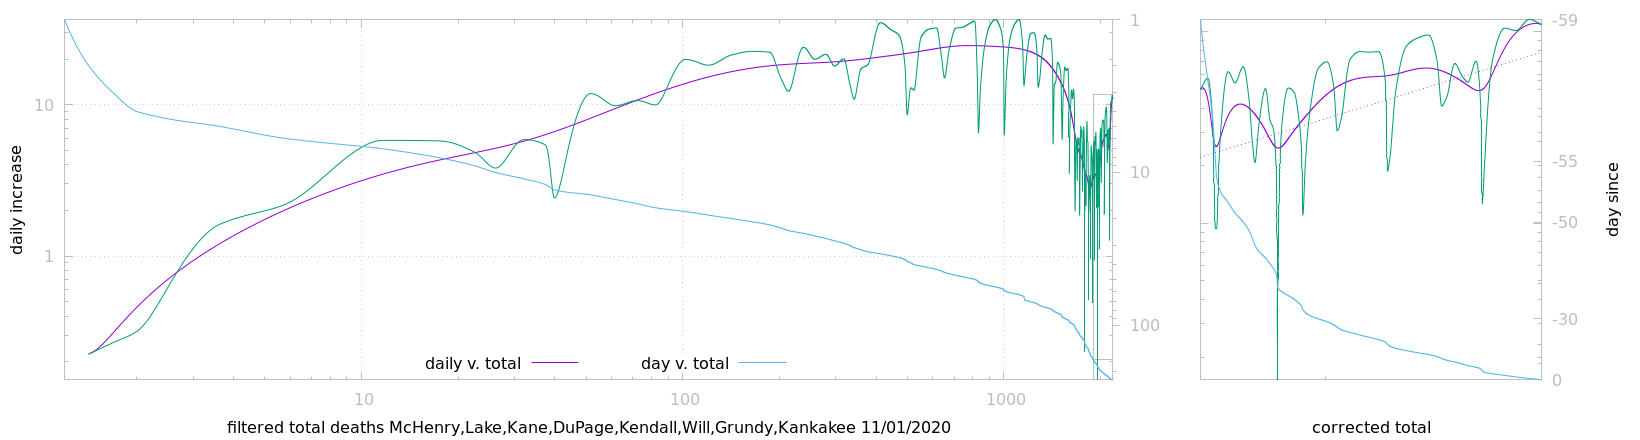 daily increase
10
1
daily v. total
day v. total
10
100
1000
1
10
100
filtered total deaths McHenry,Lake,Kane,DuPage,Kendall,Will,Grundy,Kankakee 11/01/2020
-59
-55
-50
-30
0
day since
corrected total